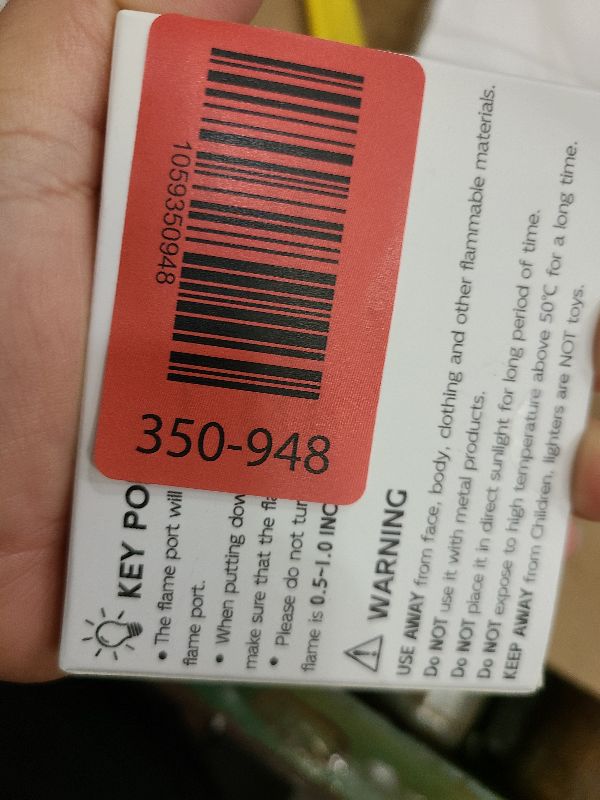 1059350948
350-948
KEY PO
• The flame port will
flame port.
• When putting dow
make sure that the fla
• Please do not tur
flame is 0.5-1.0 INC
WARNING
USE AWAY from face, body, clothing and other flammable materials.
Do NOT use it with metal products.
Do NOT place it in direct sunlight for long period of time.
Do NOT expose to high temperature above 50°C for a long time.
KEEP AWAY from Children, lighters are NOT toys.